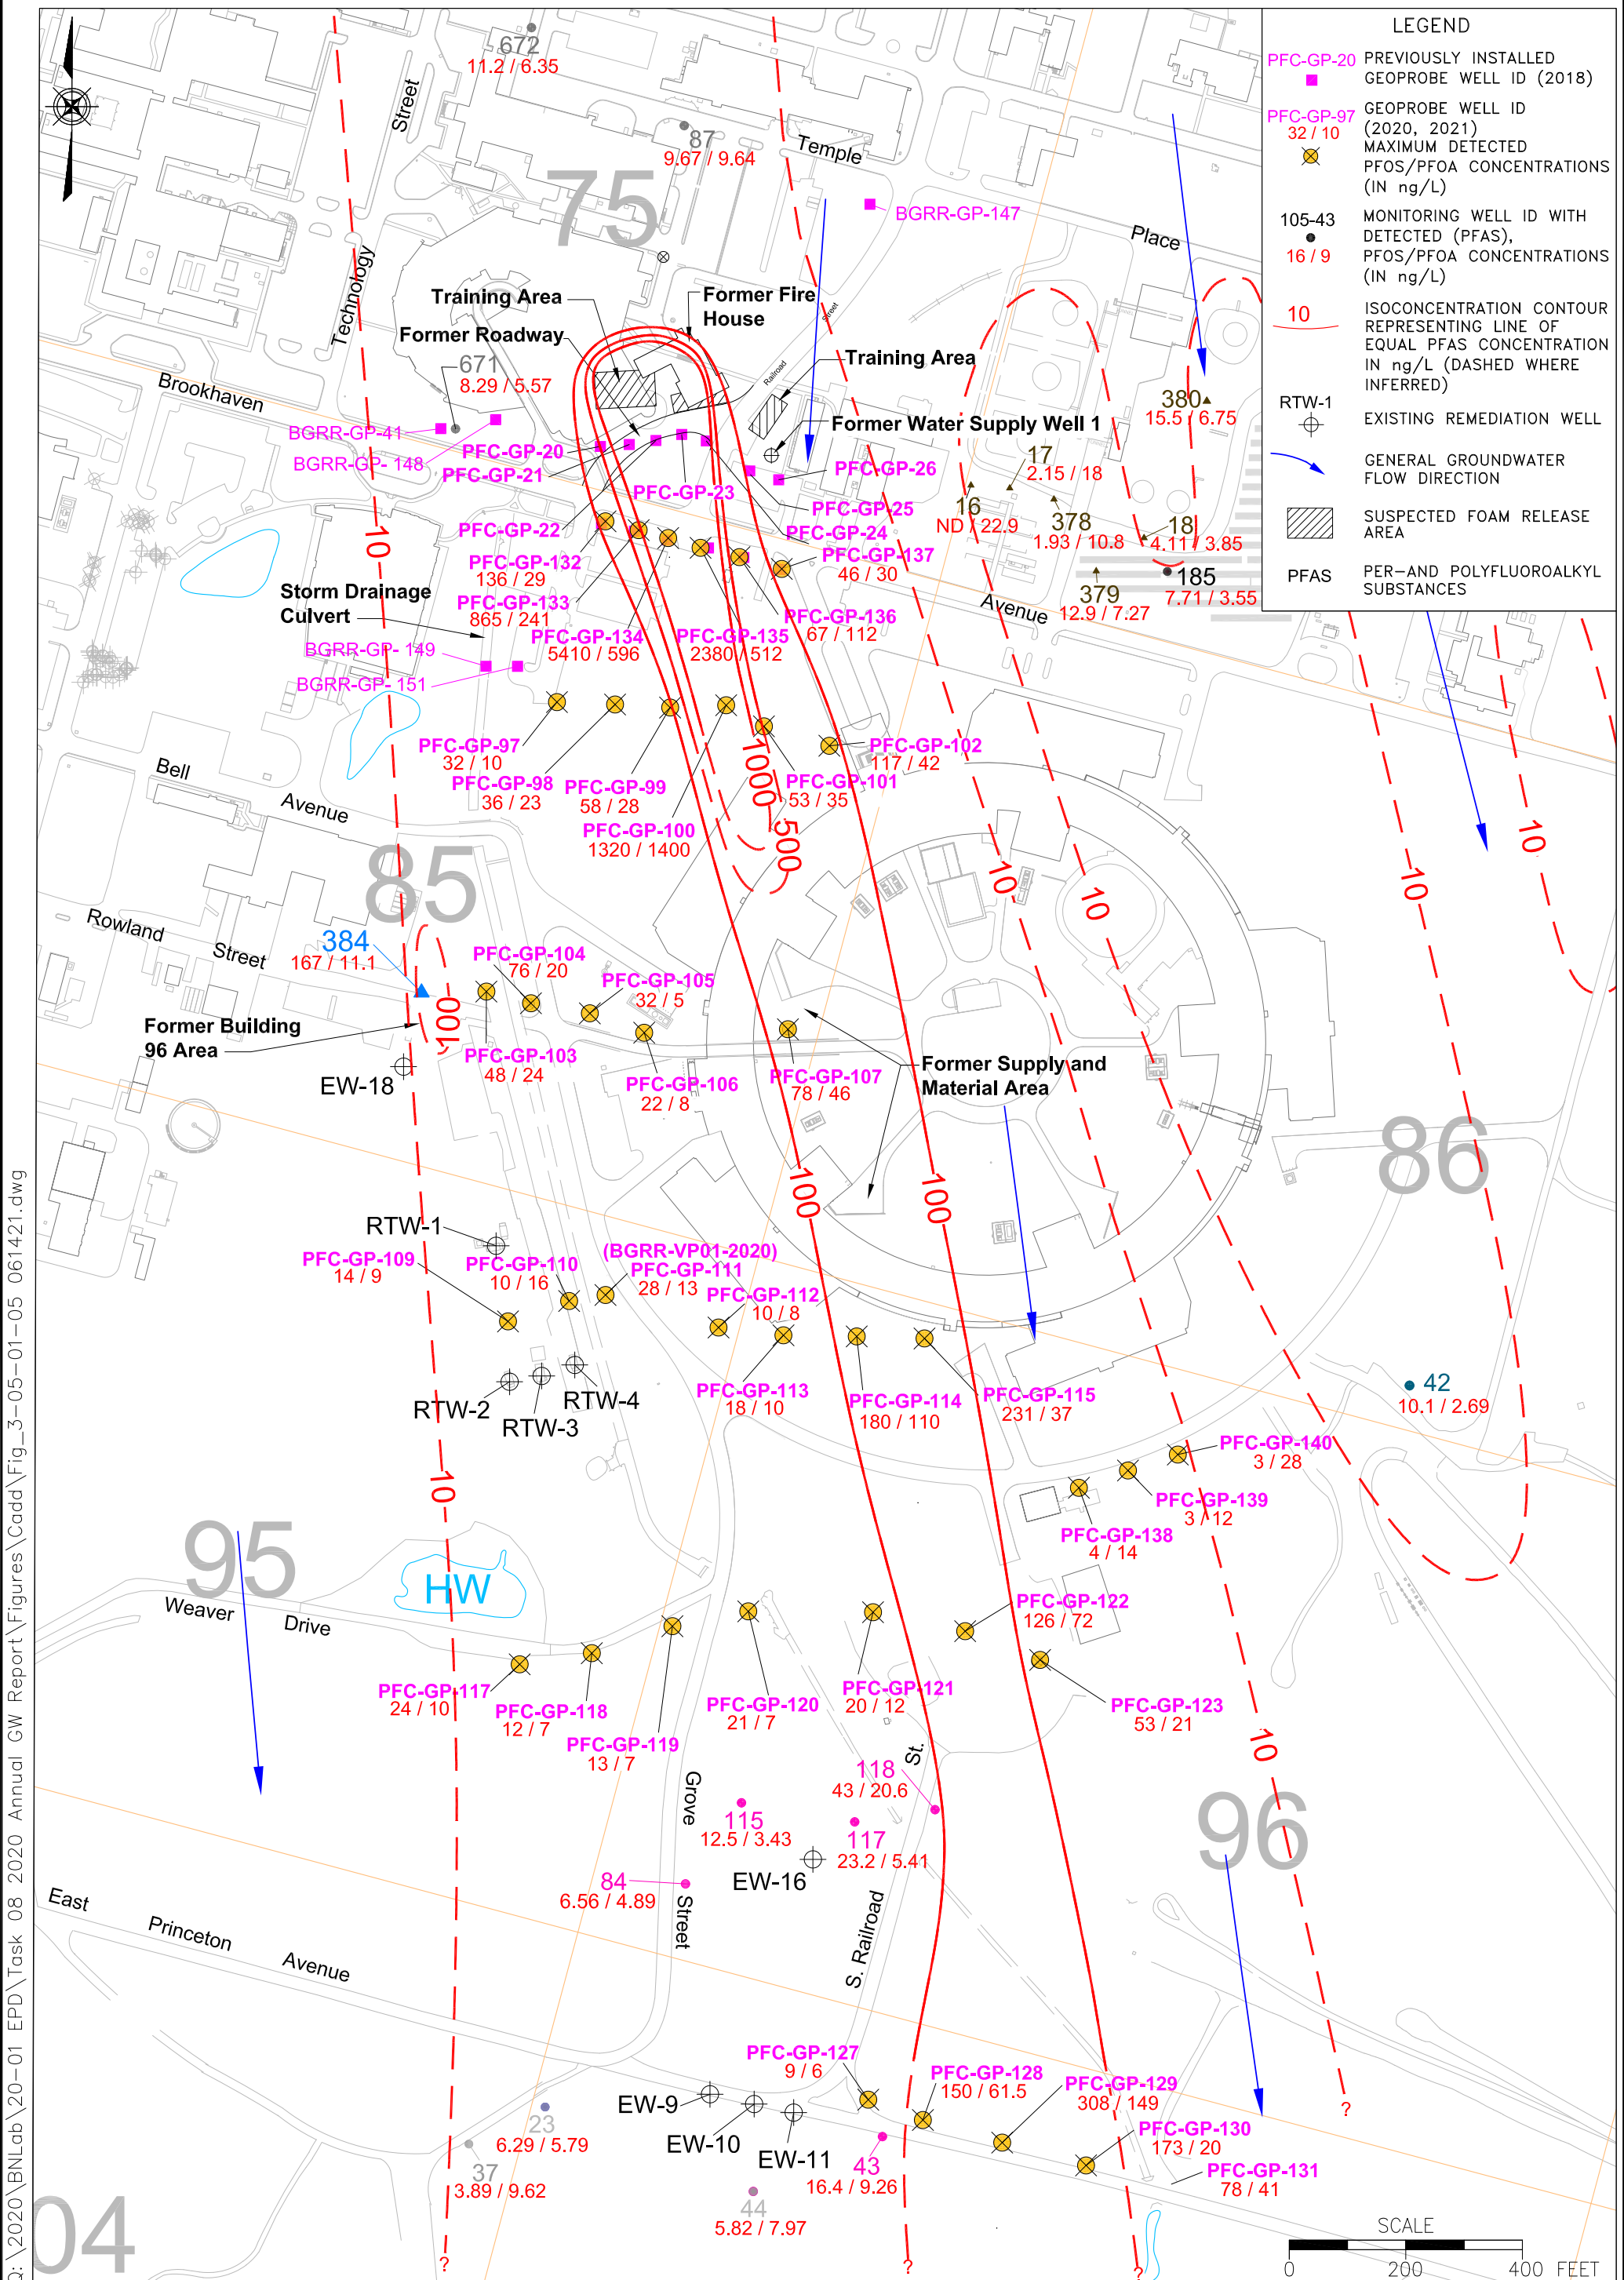 LEGEND
PFC-GP-20 PREVIOUSLY INSTALLED
GEOPROBE WELL ID (2018)
PFC-GP-97 GEOPROBE WELL ID
32 / 10 (2020, 2021)
MAXIMUM DETECTED
PFOS/PFOA CONCENTRATIONS
(IN ng/L)
105-43 MONITORING WELL ID WITH
DETECTED (PFAS),
16 / 9 PFOS/PFOA CONCENTRATIONS
(IN ng/L)
10 ISOCONCENTRATION CONTOUR
REPRESENTING LINE OF
EQUAL PFAS CONCENTRATION
IN ng/L (DASHED WHERE
INFERRED)
RTW-1 EXISTING REMEDIATION WELL
GENERAL GROUNDWATER
FLOW DIRECTION
SUSPECTED FOAM RELEASE
AREA
PFAS PER-AND POLYFLUOROALKYL
SUBSTANCES
672
11.2 / 6.35
Street
87
9.67 / 9.64
Temple
75
BGRR-GP-147
Place
Technology
Training Area
Former Fire
House
Former Roadway
Street
Railroad
Training Area
671
8.29 / 5.57
Brookhaven
380
15.5 / 6.75
Former Water Supply Well 1
BGRR-GP-41
BGRR-GP- 148
PFC-GP-20
PFC-GP-21
PFC-GP-26
17
2.15 / 18
PFC-GP-23
16
ND / 22.9
PFC-GP-25
378
1.93 / 10.8
18
4.11 / 3.85
PFC-GP-22
PFC-GP-24
10
PFC-GP-132
136 / 29
PFC-GP-137
46 / 30
185
7.71 / 3.55
379
12.9 / 7.27
Avenue
Storm Drainage
Culvert
PFC-GP-133
865 / 241
PFC-GP-136
67 / 112
PFC-GP-134
5410 / 596
PFC-GP-135
2380 / 512
BGRR-GP- 149
BGRR-GP- 151
PFC-GP-97
32 / 10
PFC-GP-102
117 / 42
Bell
Avenue
PFC-GP-98
36 / 23
PFC-GP-99
58 / 28
1000
PFC-GP-101
53 / 35
PFC-GP-100
1320 / 1400
500
10
10
10
10
85
Rowland
Street
384
167 / 11.1
PFC-GP-104
76 / 20
PFC-GP-105
32 / 5
100
Former Building
96 Area
PFC-GP-103
48 / 24
EW-18
PFC-GP-106
22 / 8
PFC-GP-107
78 / 46
Former Supply and
Material Area
86
100
100
RTW-1
PFC-GP-109
14 / 9
PFC-GP-110
10 / 16
(BGRR-VP01-2020)
PFC-GP-111
28 / 13
PFC-GP-112
10 / 8
RTW-2
RTW-3
RTW-4
PFC-GP-113
18 / 10
PFC-GP-114
180 / 110
PFC-GP-115
231 / 37
42
10.1 / 2.69
PFC-GP-140
3 / 28
PFC-GP-139
3 / 12
PFC-GP-138
4 / 14
10
95
HW
Weaver
Drive
PFC-GP-122
126 / 72
PFC-GP-117
24 / 10
PFC-GP-118
12 / 7
PFC-GP-119
13 / 7
PFC-GP-120
21 / 7
PFC-GP-121
20 / 12
PFC-GP-123
53 / 21
10
St.
Grove
118
43 / 20.6
115
12.5 / 3.43
117
23.2 / 5.41
96
EW-16
84
6.56 / 4.89
Street
S. Railroad
East
Princeton
Avenue
PFC-GP-127
9 / 6
PFC-GP-128
150 / 61.5
PFC-GP-129
308 / 149
PFC-GP-130
173 / 20
PFC-GP-131
78 / 41
EW-9
EW-10
EW-11
23
6.29 / 5.79
37
3.89 / 9.62
43
16.4 / 9.26
44
5.82 / 7.97
04
?
?
?
?
SCALE
0 200 400 FEET
Q:\2020\BNLab\20-01 EPD\Task 08 2020 Annual GW Report\Figures\Cadd\Fig_3-05-01-05 061421.dwg